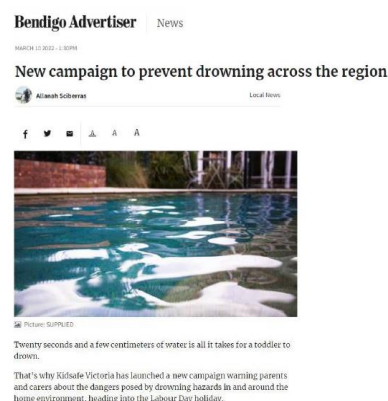 Bendigo Advertiser News
MARCH 10 2022 - 1:30PM
New campaign to prevent drowning across the region
Allanah Sciberras Local News
A A A
Picture: SUPPLIED
Twenty seconds and a few centimeters of water is all it takes for a toddler to
drown.
That's why Kidsafe Victoria has launched a new campaign warning parents
and carers about the dangers posed by drowning hazards in and around the
home environment, heading into the Labour Day holiday.